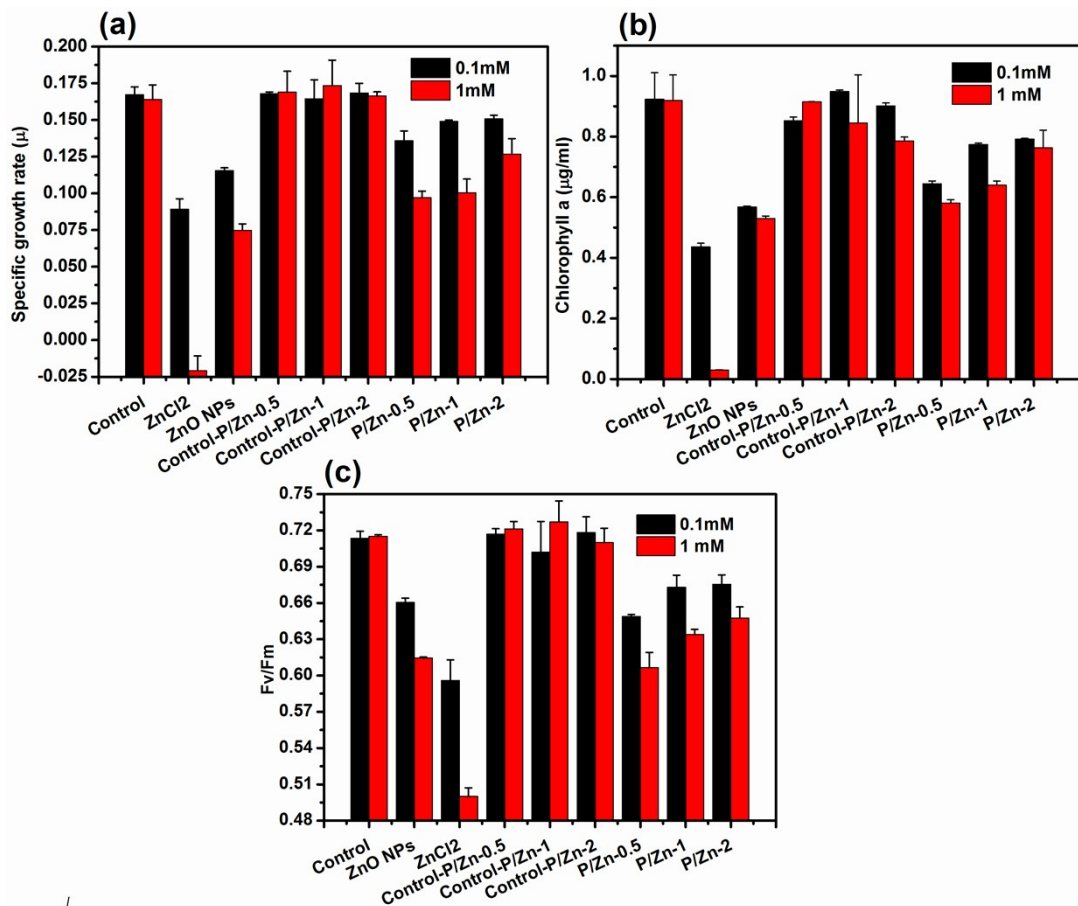 (a)
Specific growth rate (μ)
0.200
0.175
0.150
0.125
0.100
0.075
0.050
0.025
0.000
-0.025
0.1mM
1mM
Control
ZnCl2
ZnO NPs
Control-P/Zn-0.5
Control-P/Zn-1
Control-P/Zn-2
P/Zn-0.5
P/Zn-1
P/Zn-2
(b)
Chlorophyll a (μg/ml)
1.0
0.8
0.6
0.4
0.2
0.0
0.1mM
1 mM
Control
ZnCl2
ZnO NPs
Control-P/Zn-0.5
Control-P/Zn-1
Control-P/Zn-2
P/Zn-0.5
P/Zn-1
P/Zn-2
(c)
Fv/Fm
0.75
0.72
0.69
0.66
0.63
0.60
0.57
0.54
0.51
0.48
0.1mM
1 mM
Control
ZnO NPs
ZnCl2
Control-P/Zn-0.5
Control-P/Zn-1
Control-P/Zn-2
P/Zn-0.5
P/Zn-1
P/Zn-2